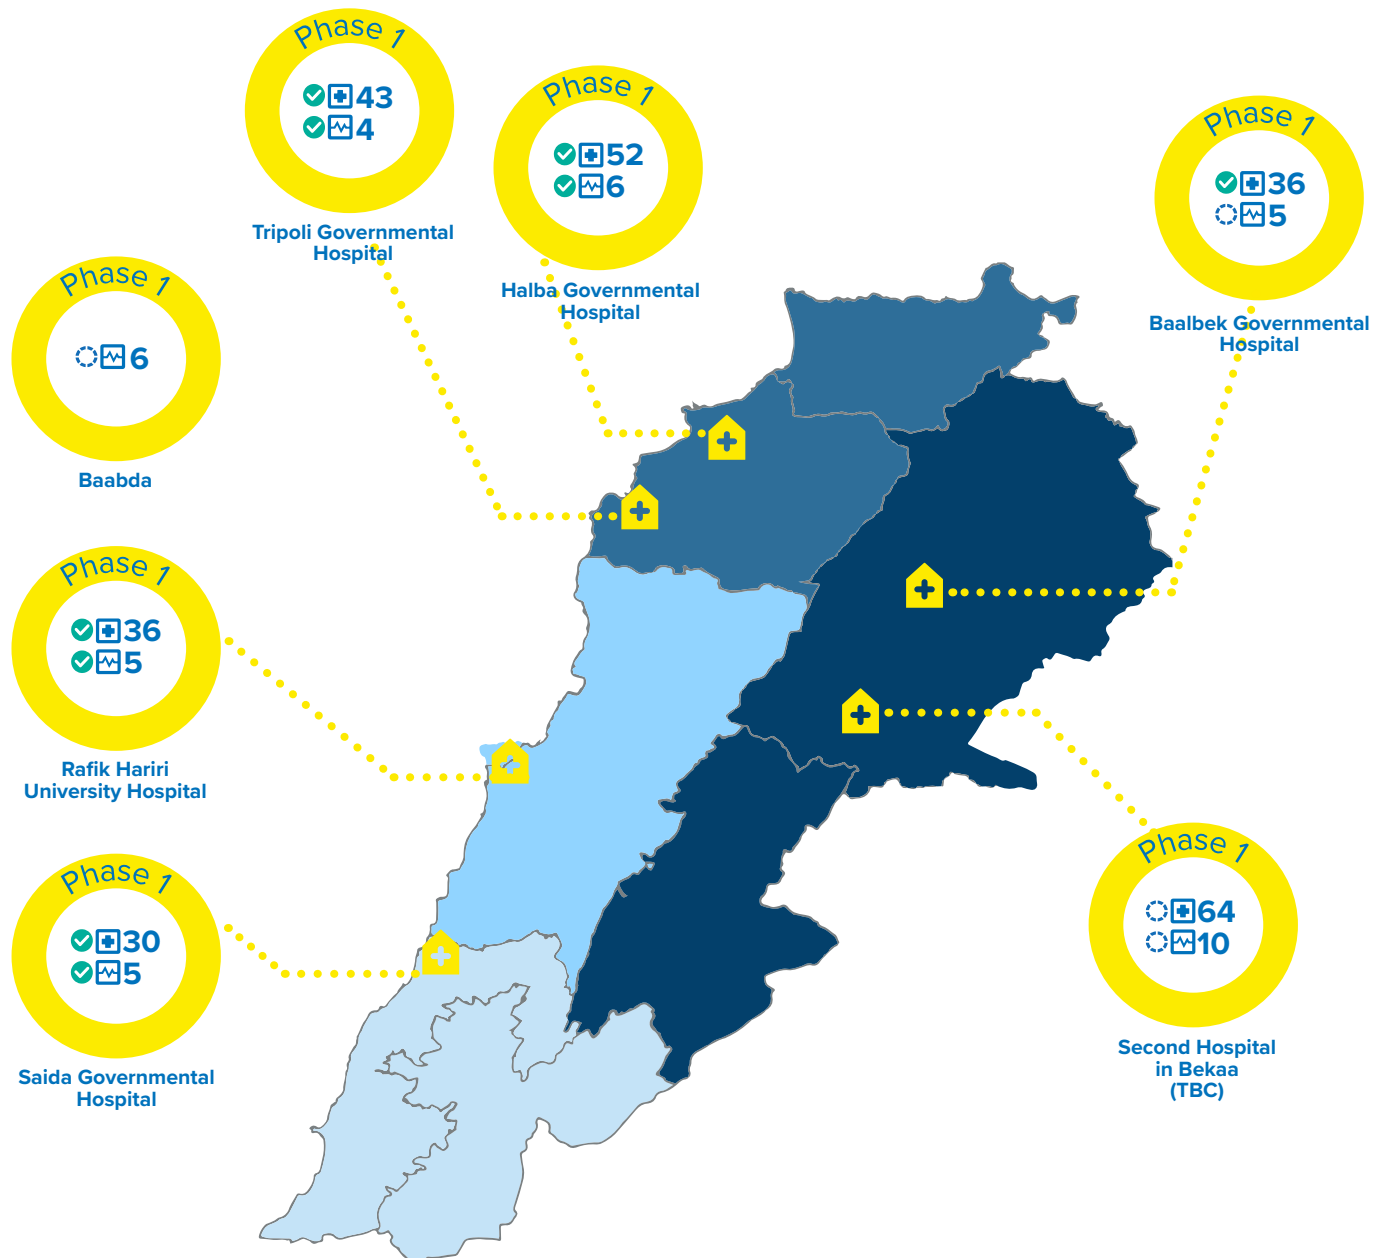 Phase 1
43
4
Tripoli Governmental
Hospital
Phase 1
52
6
Halba Governmental
Hospital
Phase 1
36
5
Baalbek Governmental
Hospital
Phase 1
6
Baabda
Phase 1
36
5
Rafik Hariri
University Hospital
Phase 1
30
5
Saida Governmental
Hospital
Phase 1
64
10
Second Hospital
in Bekaa
(TBC)